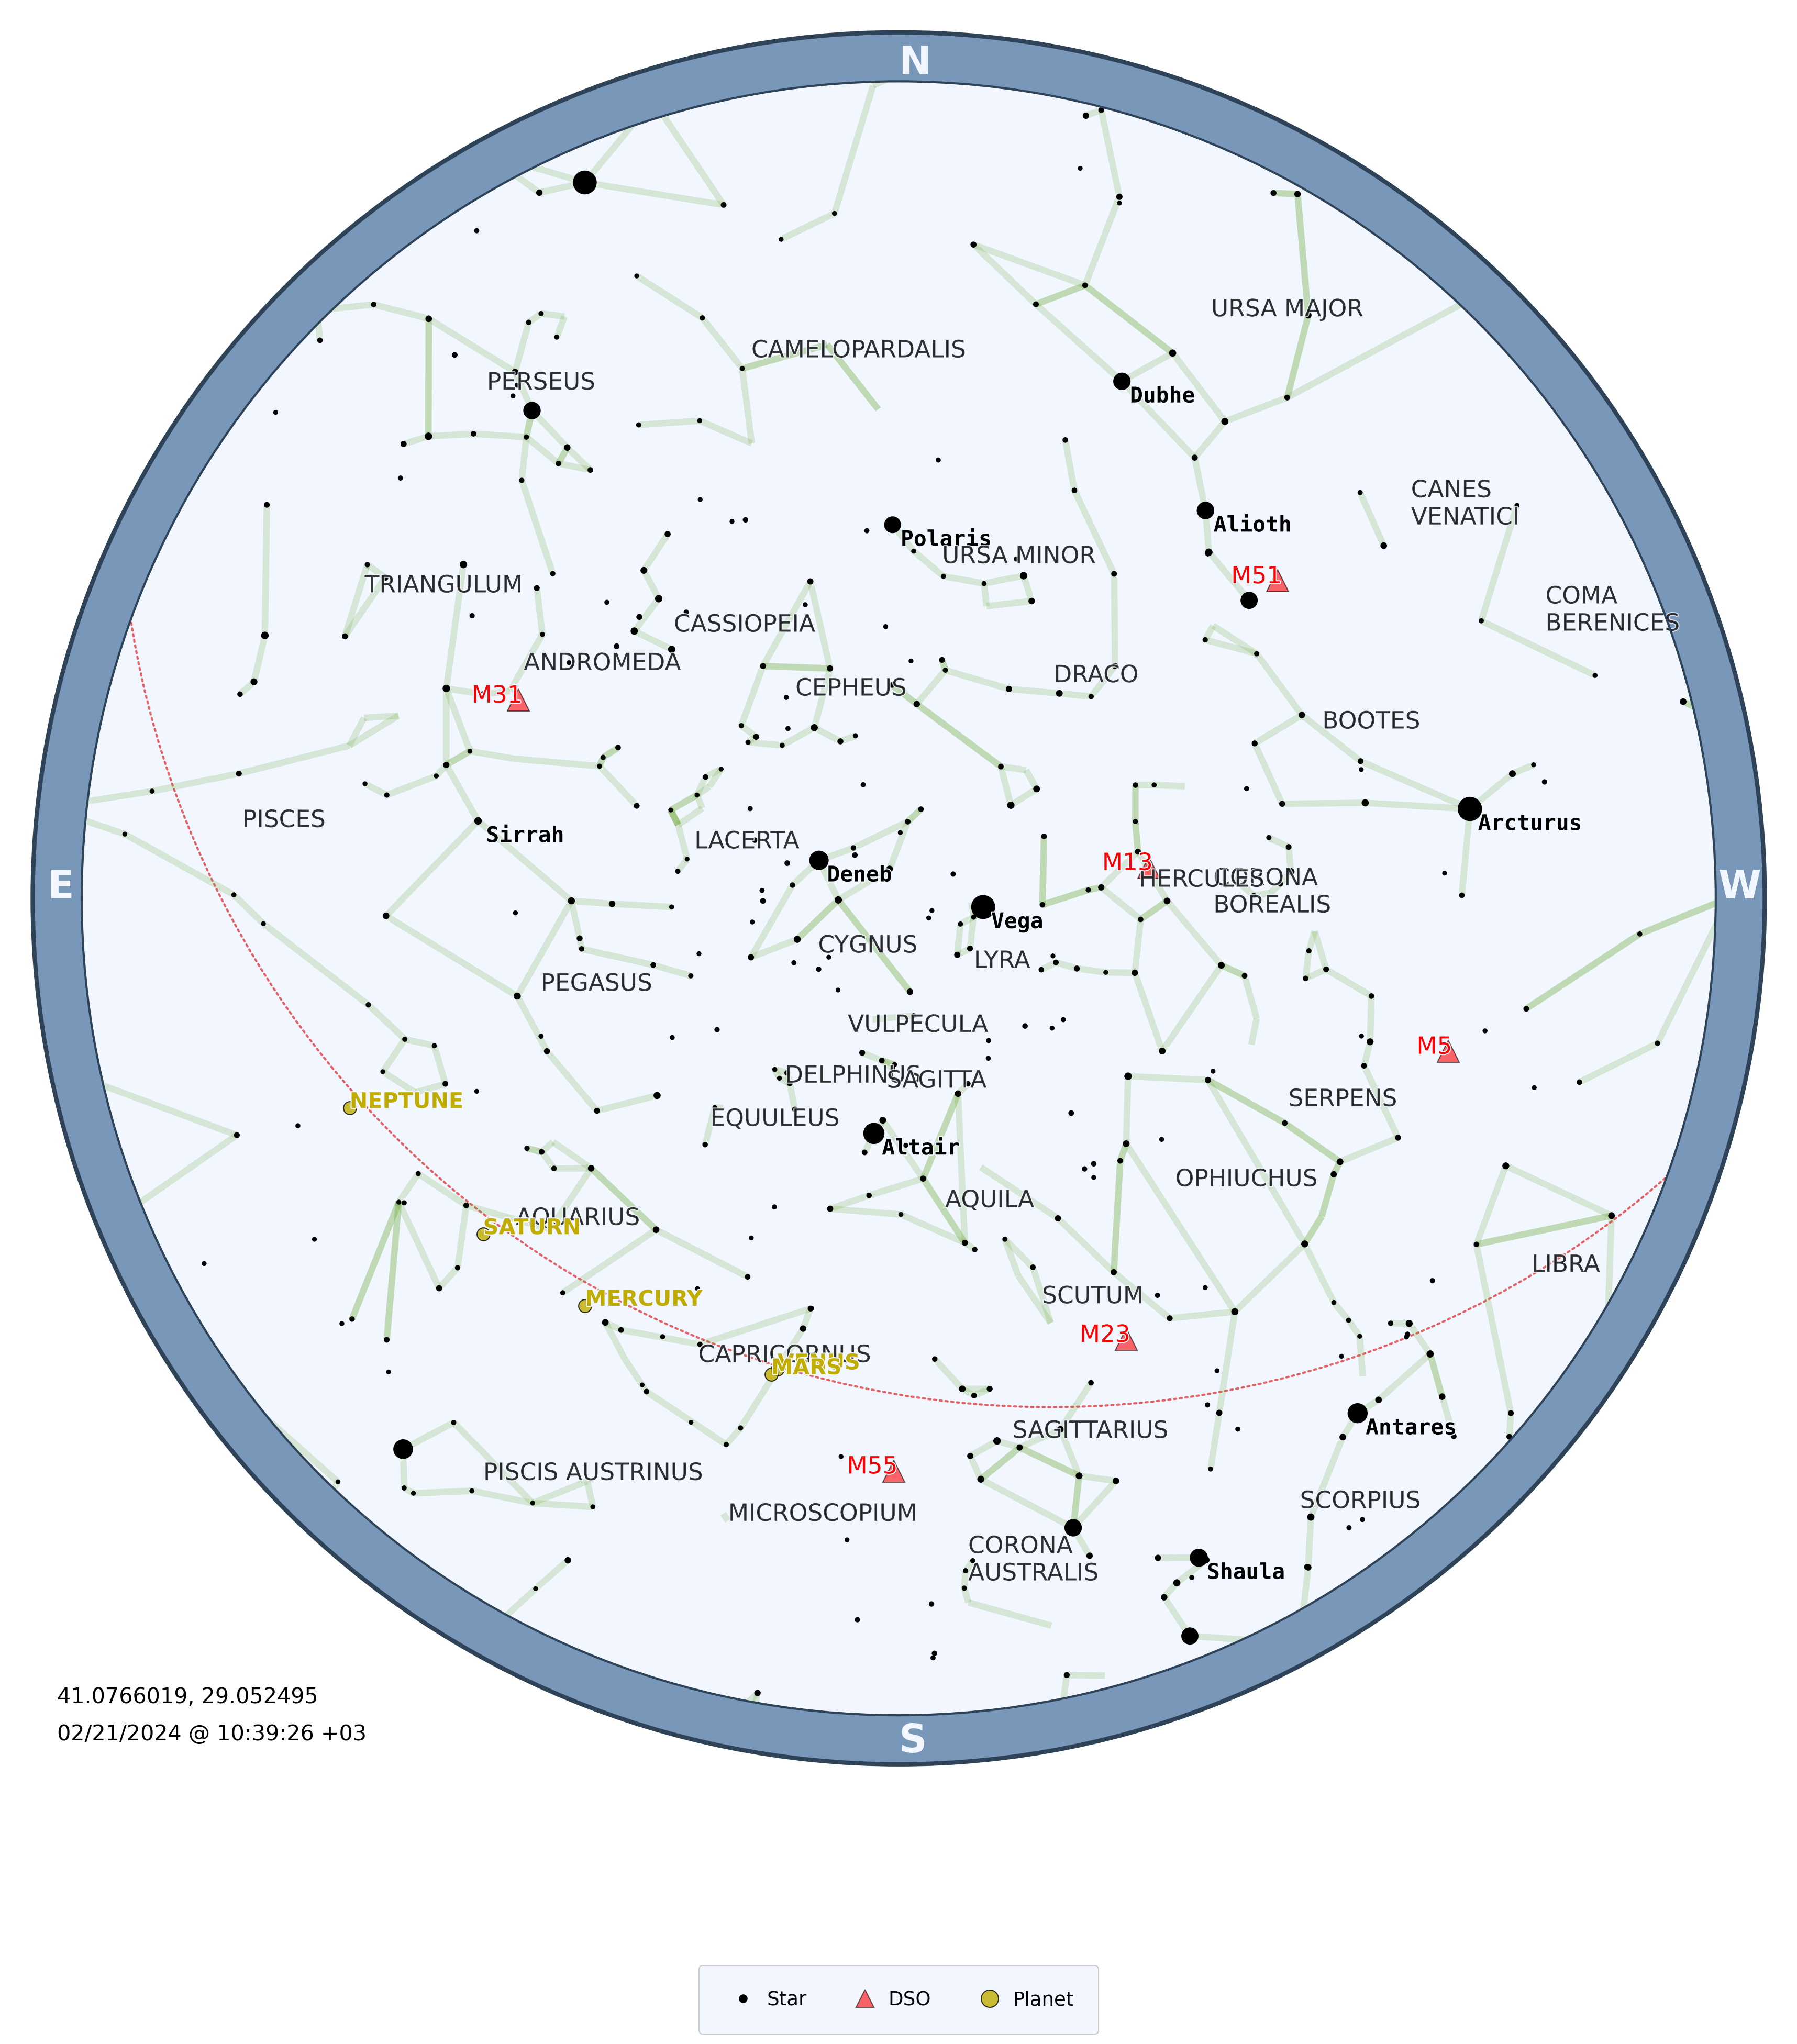 N
URSA MAJOR
CAMELOPARDALIS
PERSEUS
Dubhe
CANES
VENATICI
Alioth
Polaris
URSA MINOR
M51
TRIANGULUM
COMA
BERENICES
CASSIOPEIA
ANDROMEDA
DRACO
CEPHEUS
M31
BOOTES
PISCES
Arcturus
Sirrah
LACERTA
M13
Deneb
HERCULES
CORONA
BOREALIS
E
W
Vega
CYGNUS
LYRA
PEGASUS
VULPECULA
M5
DELPHINUS
SAGITTA
NEPTUNE
SERPENS
EQUULEUS
Altair
OPHIUCHUS
AQUILA
AQUARIUS
SATURN
LIBRA
MERCURY
SCUTUM
M23
CAPRICORNUS
VENUS
MARS
Antares
SAGITTARIUS
M55
PISCIS AUSTRINUS
SCORPIUS
MICROSCOPIUM
CORONA
AUSTRALIS
Shaula
41.0766019, 29.052495
02/21/2024 @ 10:39:26 +03
S
Star
DSO
Planet